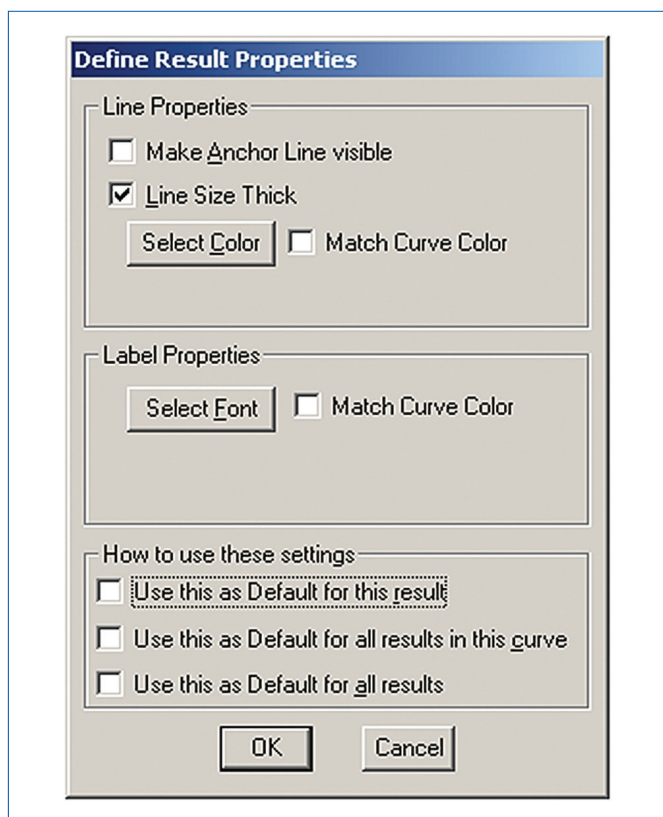 Define Result Properties
Line Properties
Make Anchor Line visible
Line Size Thick
Select Color Match Curve Color
Label Properties
Select Font Match Curve Color
How to use these settings
Use this as Default for this result
Use this as Default for all results in this curve
Use this as Default for all results
OK Cancel